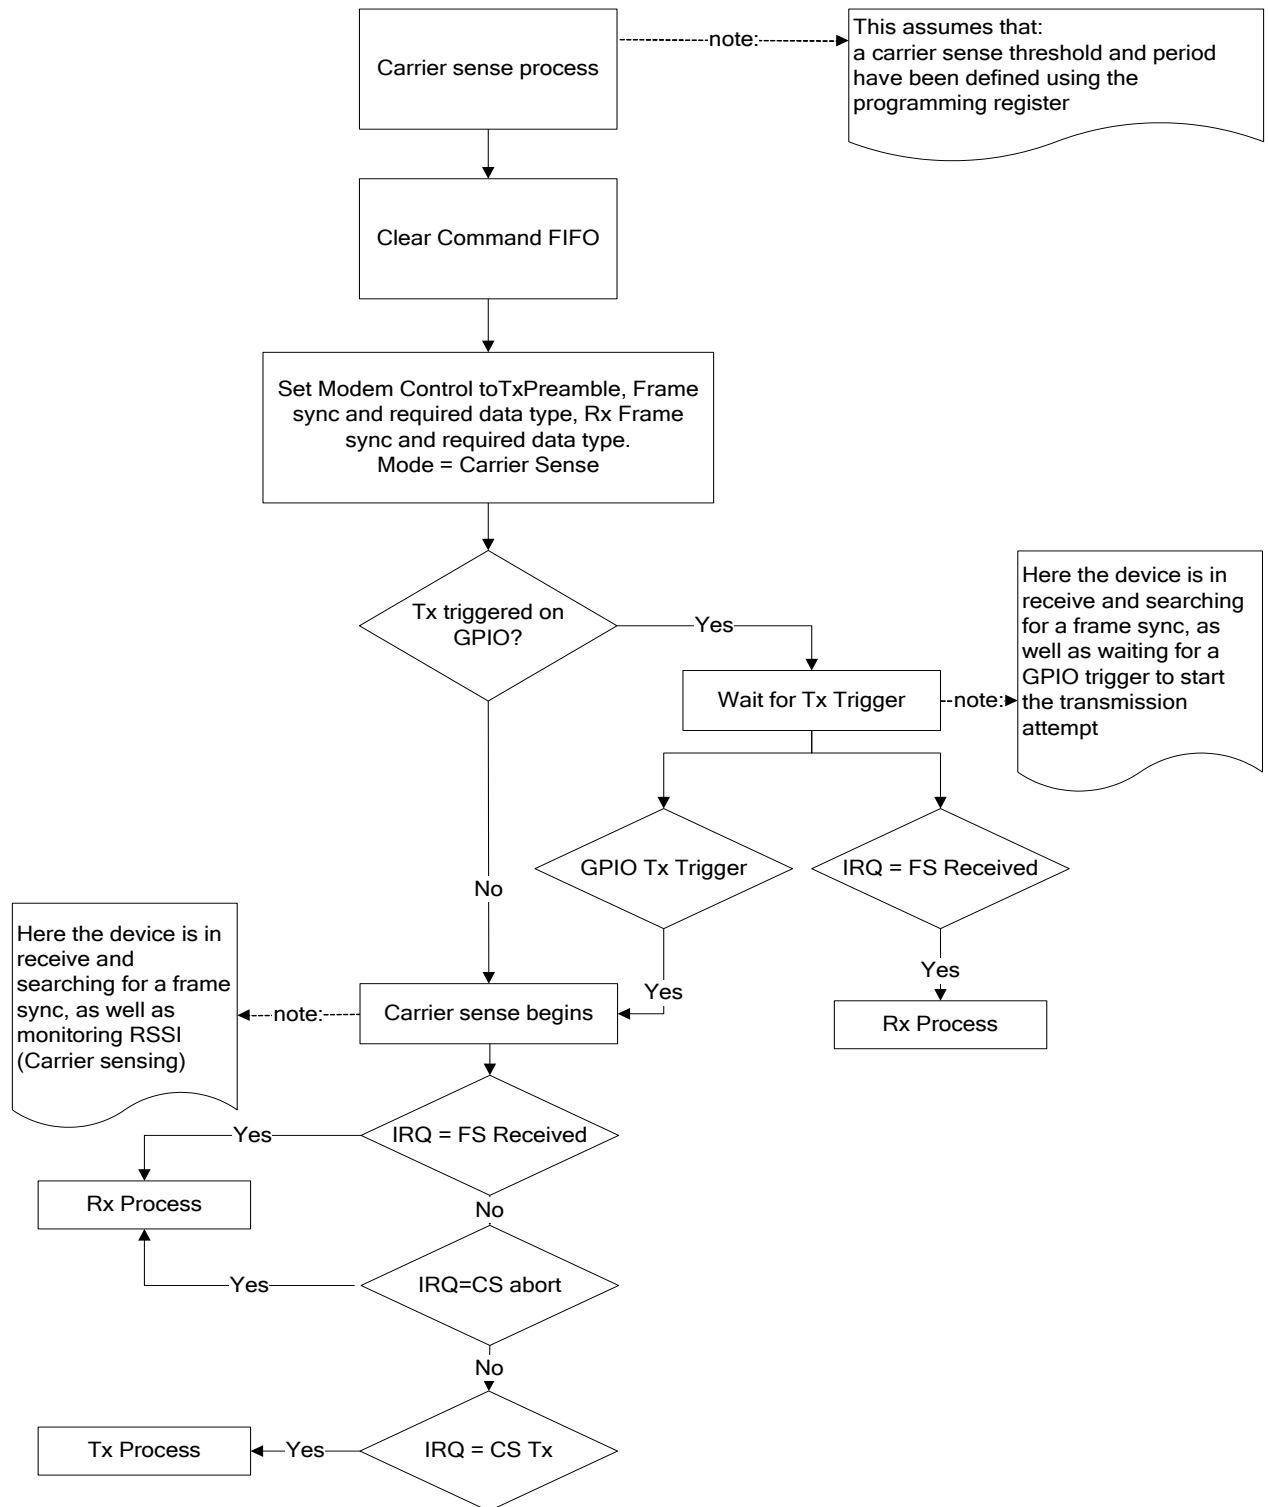 Carrier sense process
note:
This assumes that:
a carrier sense threshold and period
have been defined using the
programming register
Clear Command FIFO
Set Modem Control toTxPreamble, Frame
sync and required data type, Rx Frame
sync and required data type.
Mode = Carrier Sense
Tx triggered on
GPIO?
Yes
Wait for Tx Trigger
note:
Here the device is in
receive and searching
for a frame sync, as
well as waiting for a
GPIO trigger to start
the transmission
attempt
GPIO Tx Trigger
IRQ = FS Received
No
Yes
Yes
Rx Process
Carrier sense begins
note:
Here the device is in
receive and
searching for a frame
sync, as well as
monitoring RSSI
(Carrier sensing)
IRQ = FS Received
Yes
Rx Process
No
IRQ=CS abort
Yes
No
IRQ = CS Tx
Yes
Tx Process